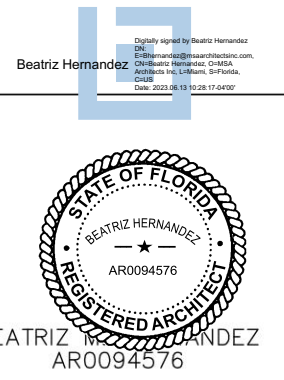 Beatriz Hernandez
Digitally signed by Beatriz Hernandez
DN:
E=Bhernandez@msaarchitectsinc.com,
CN=Beatriz Hernandez, O=MSA
Architects Inc, L=Miami, S=Florida,
C=US
Date: 2023.06.13 10:28:17-04'00'
STATE OF FLORIDA
BEATRIZ HERNANDEZ
AR0094576
REGISTERED ARCHITECT
EATRIZ M. ANDEZ
AR0094576